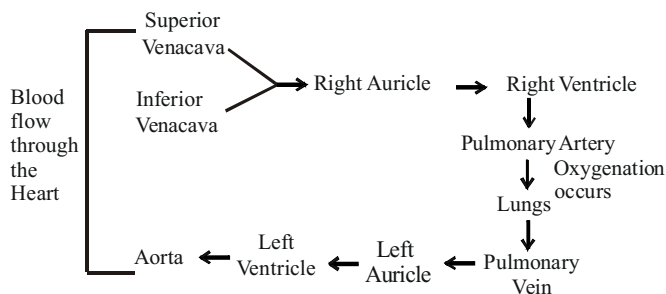 Superior
Venacava
Blood
flow
through
the
Heart
Inferior
Venacava
Right Auricle
Right Ventricle
Pulmonary Artery
Oxygenation
occurs
Lungs
Pulmonary
Vein
Left
Auricle
Left
Ventricle
Aorta